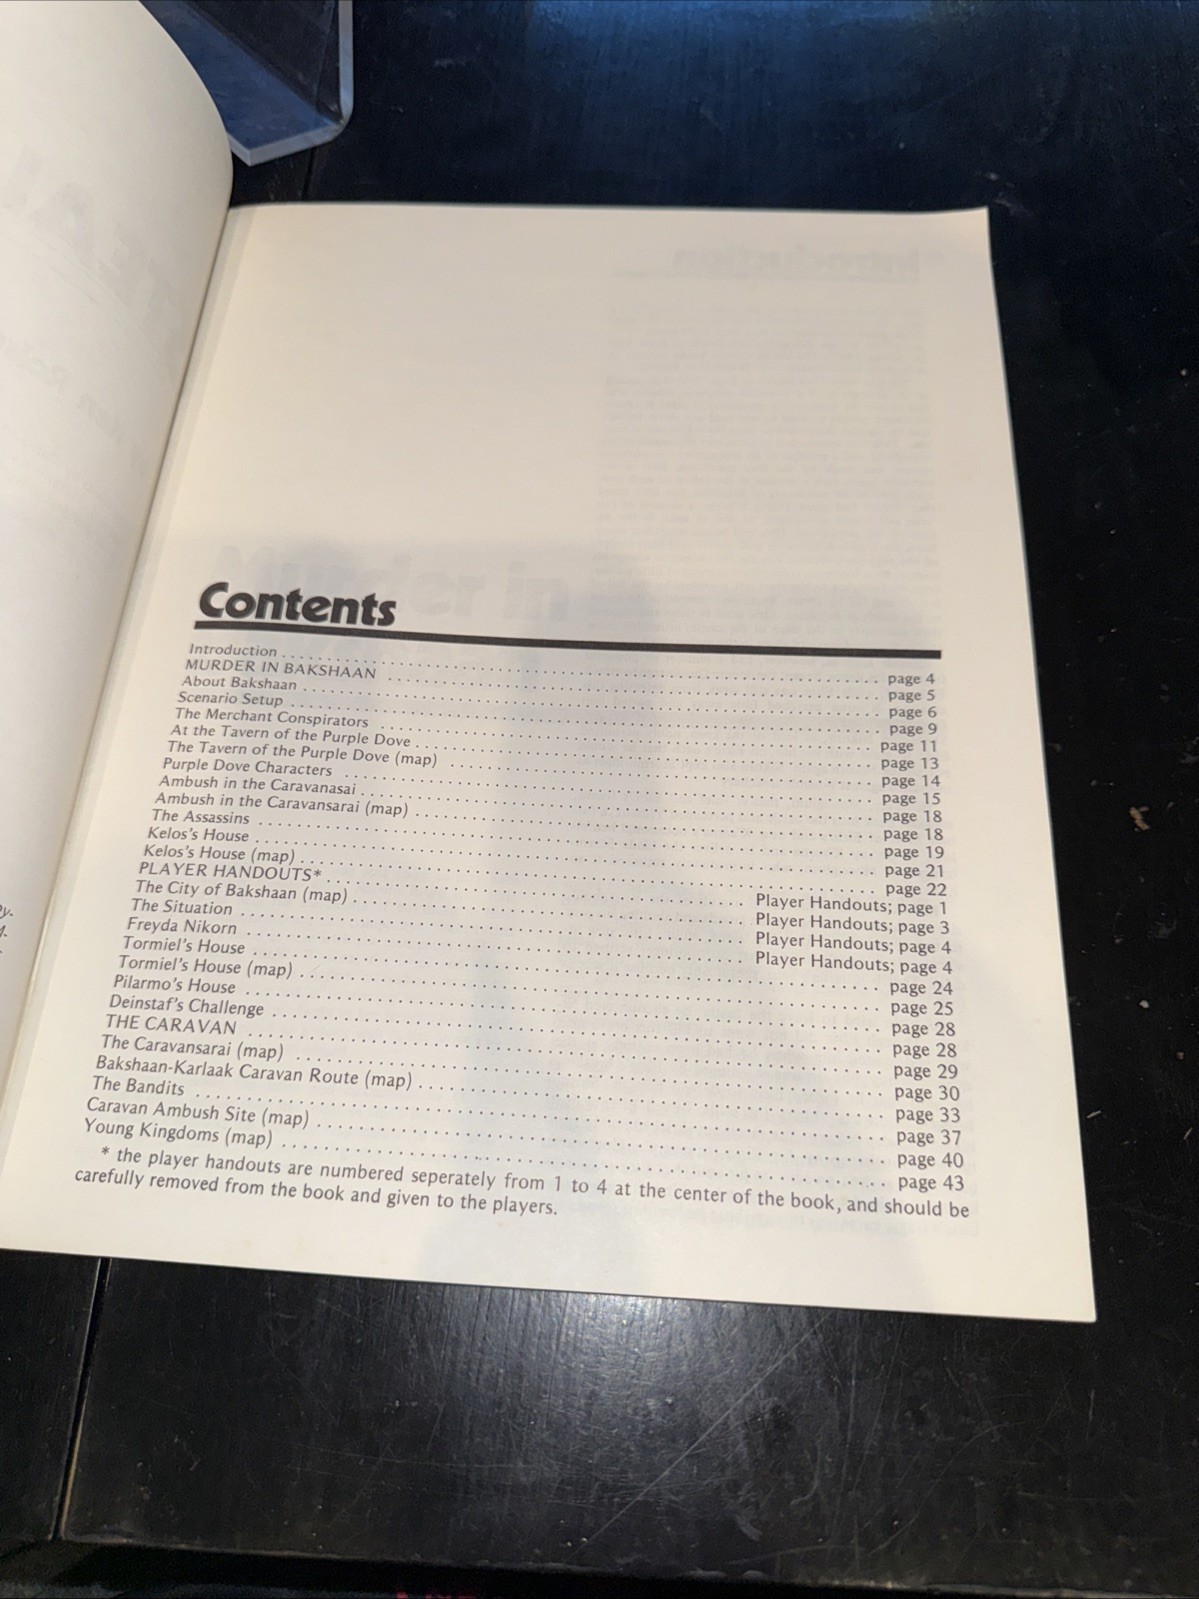 Contents
Introduction . . . . . page 4
MURDER IN BAKSHAAN . . . . . page 5
About Bakshaan . . . . . page 6
Scenario Setup . . . . . page 9
The Merchant Conspirators . . . . . page 11
At the Tavern of the Purple Dove . . . . . page 13
The Tavern of the Purple Dove (map) . . . . . page 14
Purple Dove Characters . . . . . page 15
Ambush in the Caravanasai . . . . . page 18
Ambush in the Caravansarai (map) . . . . . page 18
The Assassins . . . . . page 19
Kelos's House . . . . . page 21
Kelos's House (map) . . . . . page 22
PLAYER HANDOUTS* . . . . . Player Handouts; page 1
The City of Bakshaan (map) . . . . . Player Handouts; page 3
The Situation . . . . . Player Handouts; page 4
Freyda Nikorn . . . . . Player Handouts; page 4
Tormiel's House . . . . . page 24
Tormiel's House (map) . . . . . page 25
Pilarmo's House . . . . . page 28
Deinstaf's Challenge . . . . . page 28
THE CARAVAN . . . . . page 29
The Caravansarai (map) . . . . . page 30
Bakshaan-Karlaak Caravan Route (map) . . . . . page 33
The Bandits . . . . . page 37
Caravan Ambush Site (map) . . . . . page 40
Young Kingdoms (map) . . . . . page 43
* the player handouts are numbered seperately from 1 to 4 at the center of the book, and should be
carefully removed from the book and given to the players.